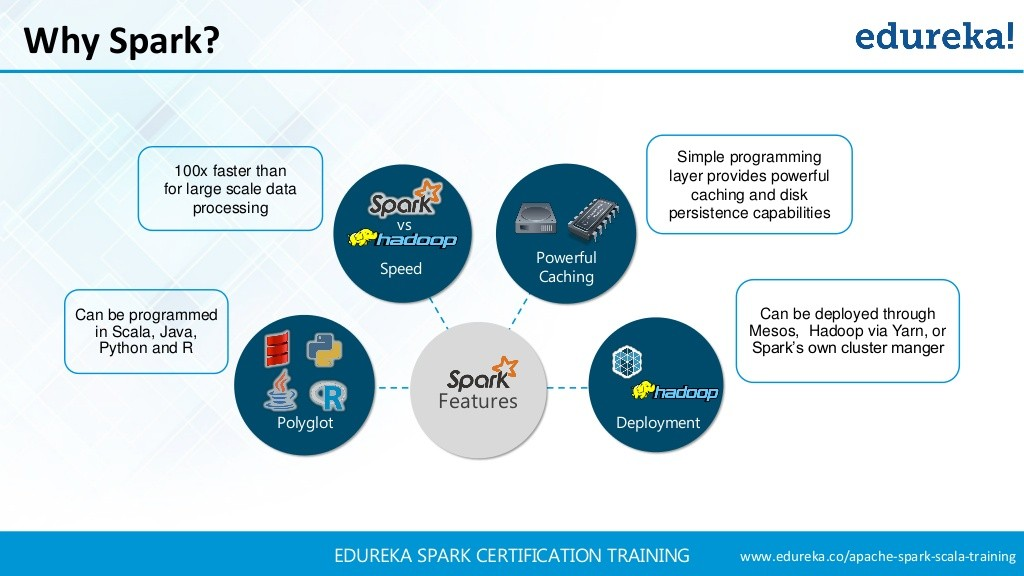 Why Spark?
edureka!
100x faster than
for large scale data
processing
Spark
vs
hadoop
Speed
Powerful
Caching
Simple programming
layer provides powerful
caching and disk
persistence capabilities
Can be programmed
in Scala, Java,
Python and R
Java
R
Polyglot
Spark
Features
hadoop
Deployment
Can be deployed through
Mesos,  Hadoop via Yarn, or
Spark's own cluster manger
EDUREKA SPARK CERTIFICATION TRAINING
www.edureka.co/apache-spark-scala-training